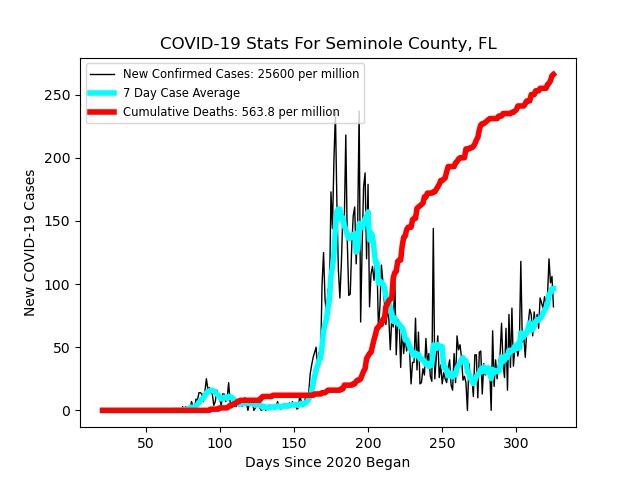 COVID-19 Stats For Seminole County, FL
New Confirmed Cases: 25600 per million
7 Day Case Average
Cumulative Deaths: 563.8 per million
New COVID-19 Cases
250
200
150
100
50
0
50 100 150 200 250 300
Days Since 2020 Began